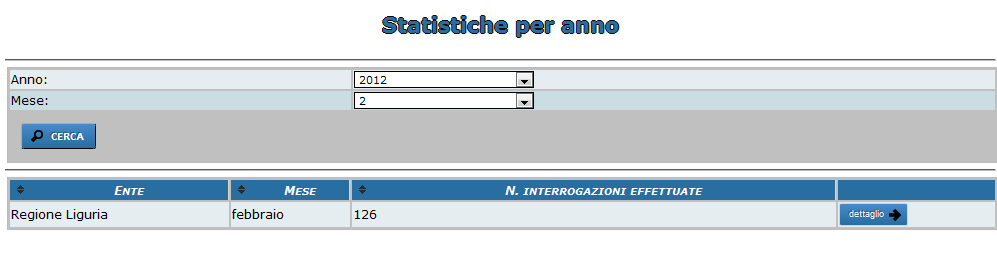 Statistiche per anno
Anno: 2012
Mese: 2
CERCA
ENTE MESE N. INTERROGAZIONI EFFETTUATE
Regione Liguria febbraio 126 dettaglio